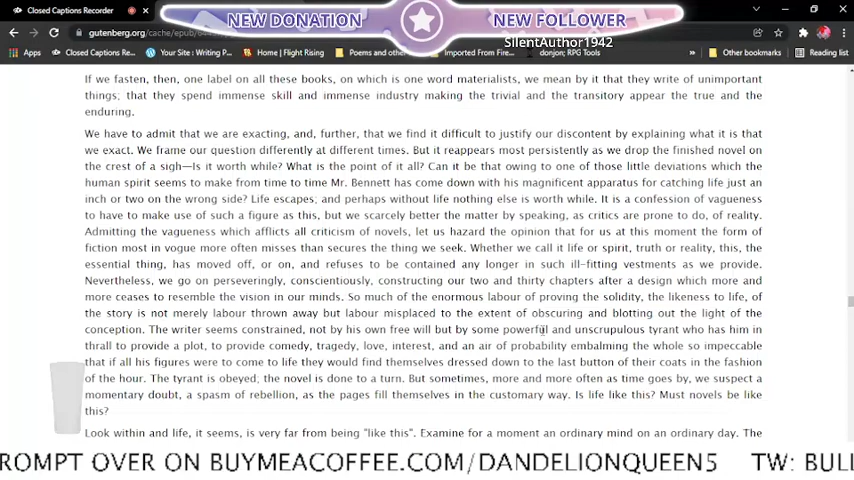 Closed Captions Recorder
NEW DONATION
NEW FOLLOWER
SilentAuthor1942
gutenberg.org/cache/epub/
Apps
Closed Captions Re...
Your Site : Writing P...
Home | Flight Rising
Poems and other
Imported From Fire...
donjon; RPG Tools
»
Other bookmarks
Reading list
If we fasten, then, one label on all these books, on which is one word materialists, we mean by it that they write of unimportant
things; that they spend immense skill and immense industry making the trivial and the transitory appear the true and the
enduring.
We have to admit that we are exacting, and, further, that we find it difficult to justify our discontent by explaining what it is that
we exact. We frame our question differently at different times. But it reappears most persistently as we drop the finished novel on
the crest of a sigh—Is it worth while? What is the point of it all? Can it be that owing to one of those little deviations which the
human spirit seems to make from time to time Mr. Bennett has come down with his magnificent apparatus for catching life just an
inch or two on the wrong side? Life escapes; and perhaps without life nothing else is worth while. It is a confession of vagueness
to have to make use of such a figure as this, but we scarcely better the matter by speaking, as critics are prone to do, of reality.
Admitting the vagueness which afflicts all criticism of novels, let us hazard the opinion that for us at this moment the form of
fiction most in vogue more often misses than secures the thing we seek. Whether we call it life or spirit, truth or reality, this, the
essential thing, has moved off, or on, and refuses to be contained any longer in such ill-fitting vestments as we provide.
Nevertheless, we go on perseveringly, conscientiously, constructing our two and thirty chapters after a design which more and
more ceases to resemble the vision in our minds. So much of the enormous labour of proving the solidity, the likeness to life, of
the story is not merely labour thrown away but labour misplaced to the extent of obscuring and blotting out the light of the
conception. The writer seems constrained, not by his own free will but by some powerful and unscrupulous tyrant who has him in
thrall to provide a plot, to provide comedy, tragedy, love, interest, and an air of probability embalming the whole so impeccable
that if all his figures were to come to life they would find themselves dressed down to the last button of their coats in the fashion
of the hour. The tyrant is obeyed; the novel is done to a turn. But sometimes, more and more often as time goes by, we suspect a
momentary doubt, a spasm of rebellion, as the pages fill themselves in the customary way. Is life like this? Must novels be like
this?
Look within and life, it seems, is very far from being "like this". Examine for a moment an ordinary mind on an ordinary day. The
ROMPT OVER ON BUYMEACOFFEE.COM/DANDELIONQUEEN5 TW: BULL